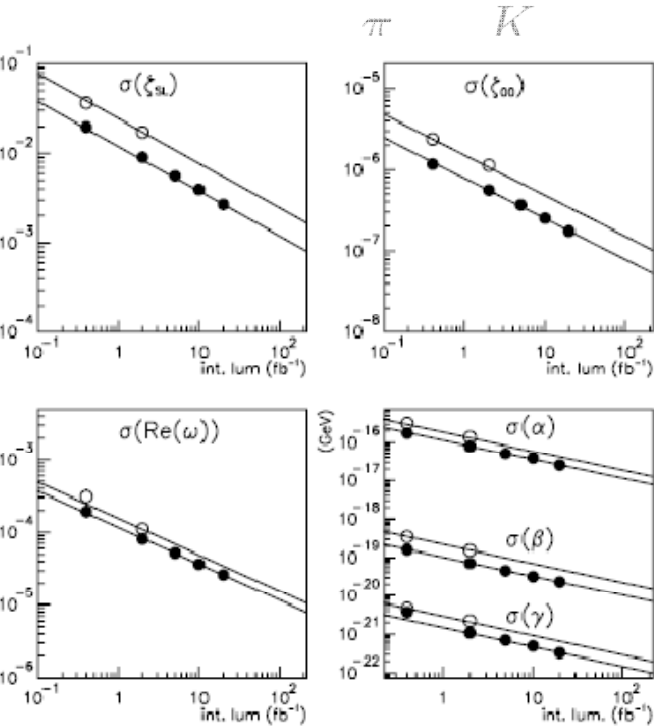 π K
10⁻¹ σ(ζ_SL) 10⁻² 10⁻³ 10⁻⁴
10⁻¹ 1 10 10²
int. lum (fb⁻¹)
10⁻⁵ σ(ζ₀₀) 10⁻⁶ 10⁻⁷ 10⁻⁸
10⁻¹ 1 10 10²
int. lum (fb⁻¹)
σ(Re(ω)) 10⁻³ 10⁻⁴ 10⁻⁵ 10⁻⁶
10⁻¹ 1 10 10²
int. lum (fb⁻¹)
(GeV)
10⁻¹⁶ σ(α)
10⁻¹⁷
10⁻¹⁸
10⁻¹⁹ σ(β)
10⁻²⁰
10⁻²¹ σ(γ)
10⁻²²
1 10 10²
int. lum. (fb⁻¹)